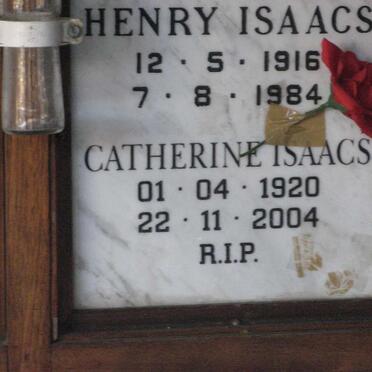 HENRY ISAACS
12 · 5 · 1916
7 · 8 · 1984
CATHERINE ISAACS
01 · 04 · 1920
22 · 11 · 2004
R.I.P.